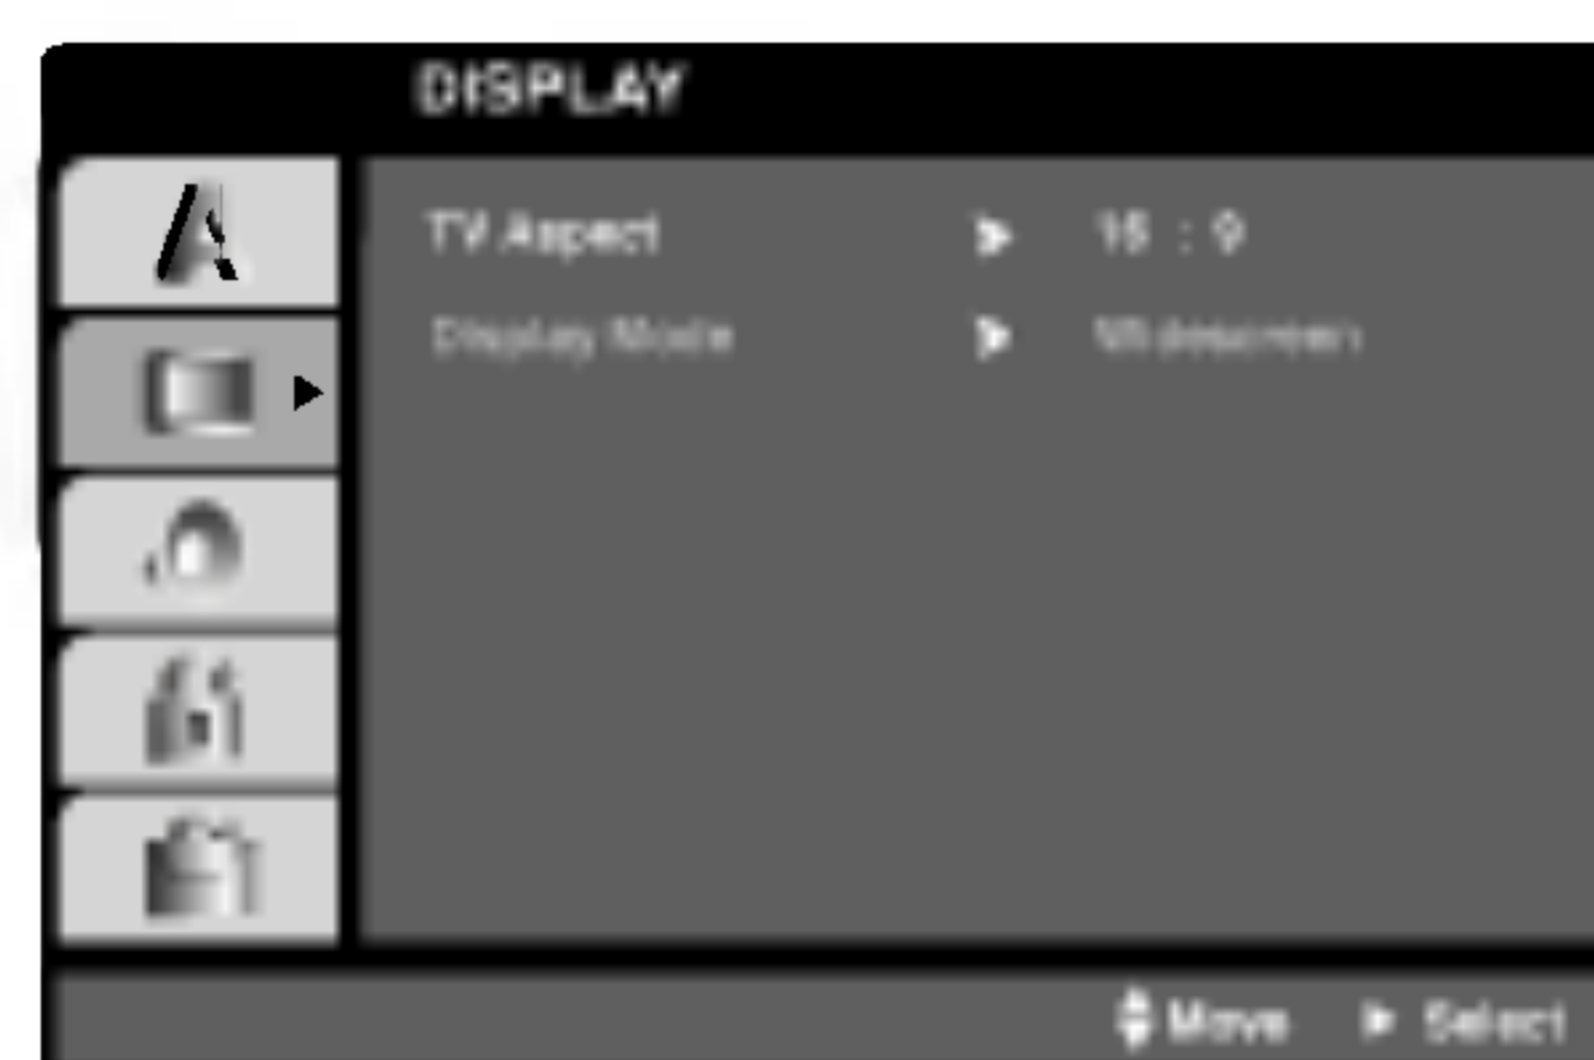 DISPLAY
A
TV Aspect 16 : 9
Display Mode Widescreen
Move Select